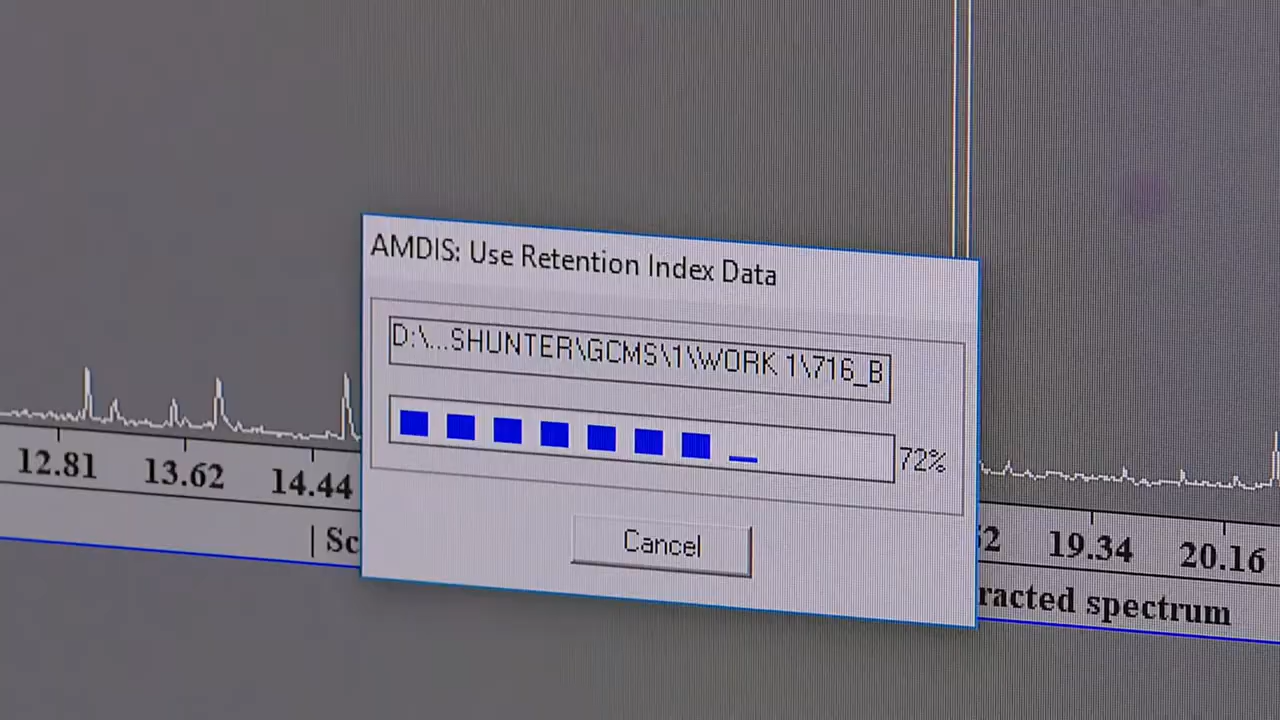 AMDIS: Use Retention Index Data
D:\...SHUNTER\GCMS\1\WORK 1\716_B
72%
Cancel
12.81 13.62 14.44
19.34 20.16
| Sc
racted spectrum